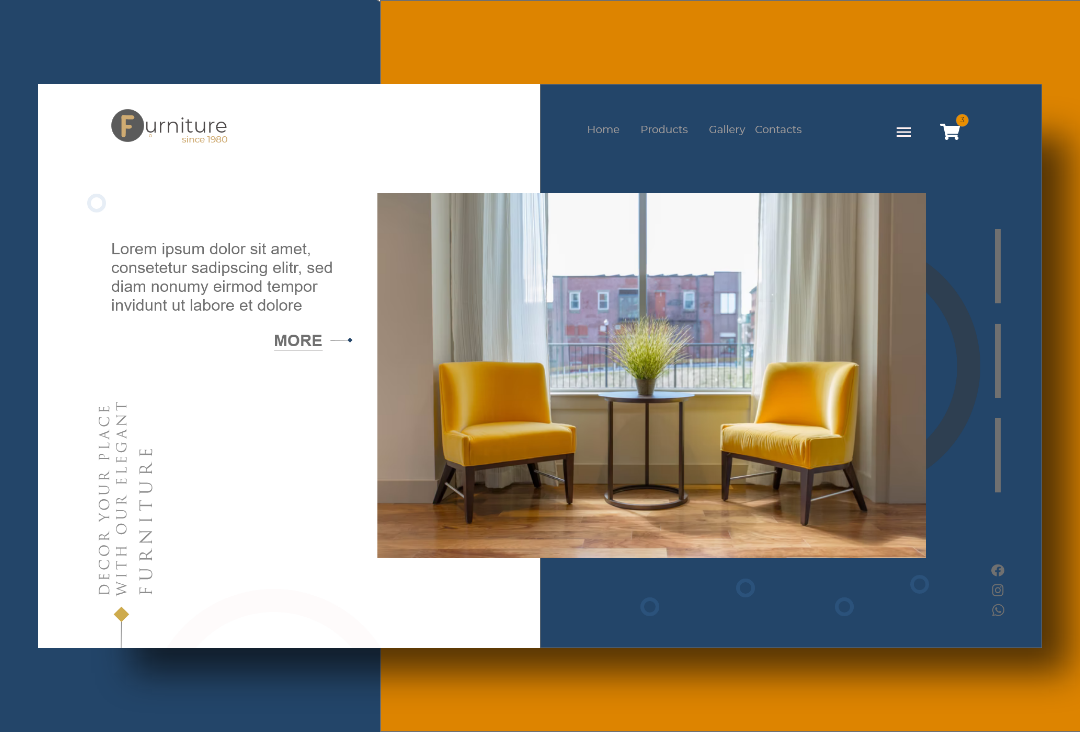 Furniture
since 1980
Home Products Gallery Contacts
3
Lorem ipsum dolor sit amet,
consetetur sadipscing elitr, sed
diam nonumy eirmod tempor
invidunt ut labore et dolore
MORE
DECOR YOUR PLACE
WITH OUR ELEGANT
FURNITURE